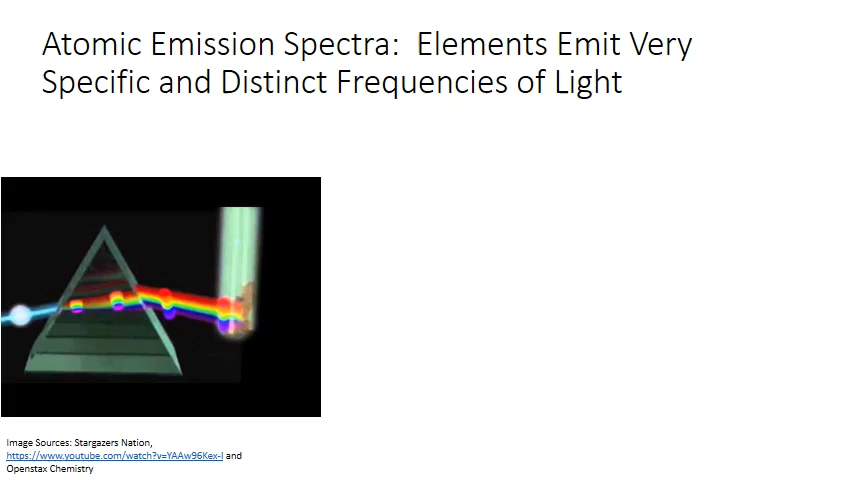 Atomic Emission Spectra:  Elements Emit Very
Specific and Distinct Frequencies of Light
Image Sources: Stargazers Nation,
https://www.youtube.com/watch?v=YAAw96Kex-I and
Openstax Chemistry